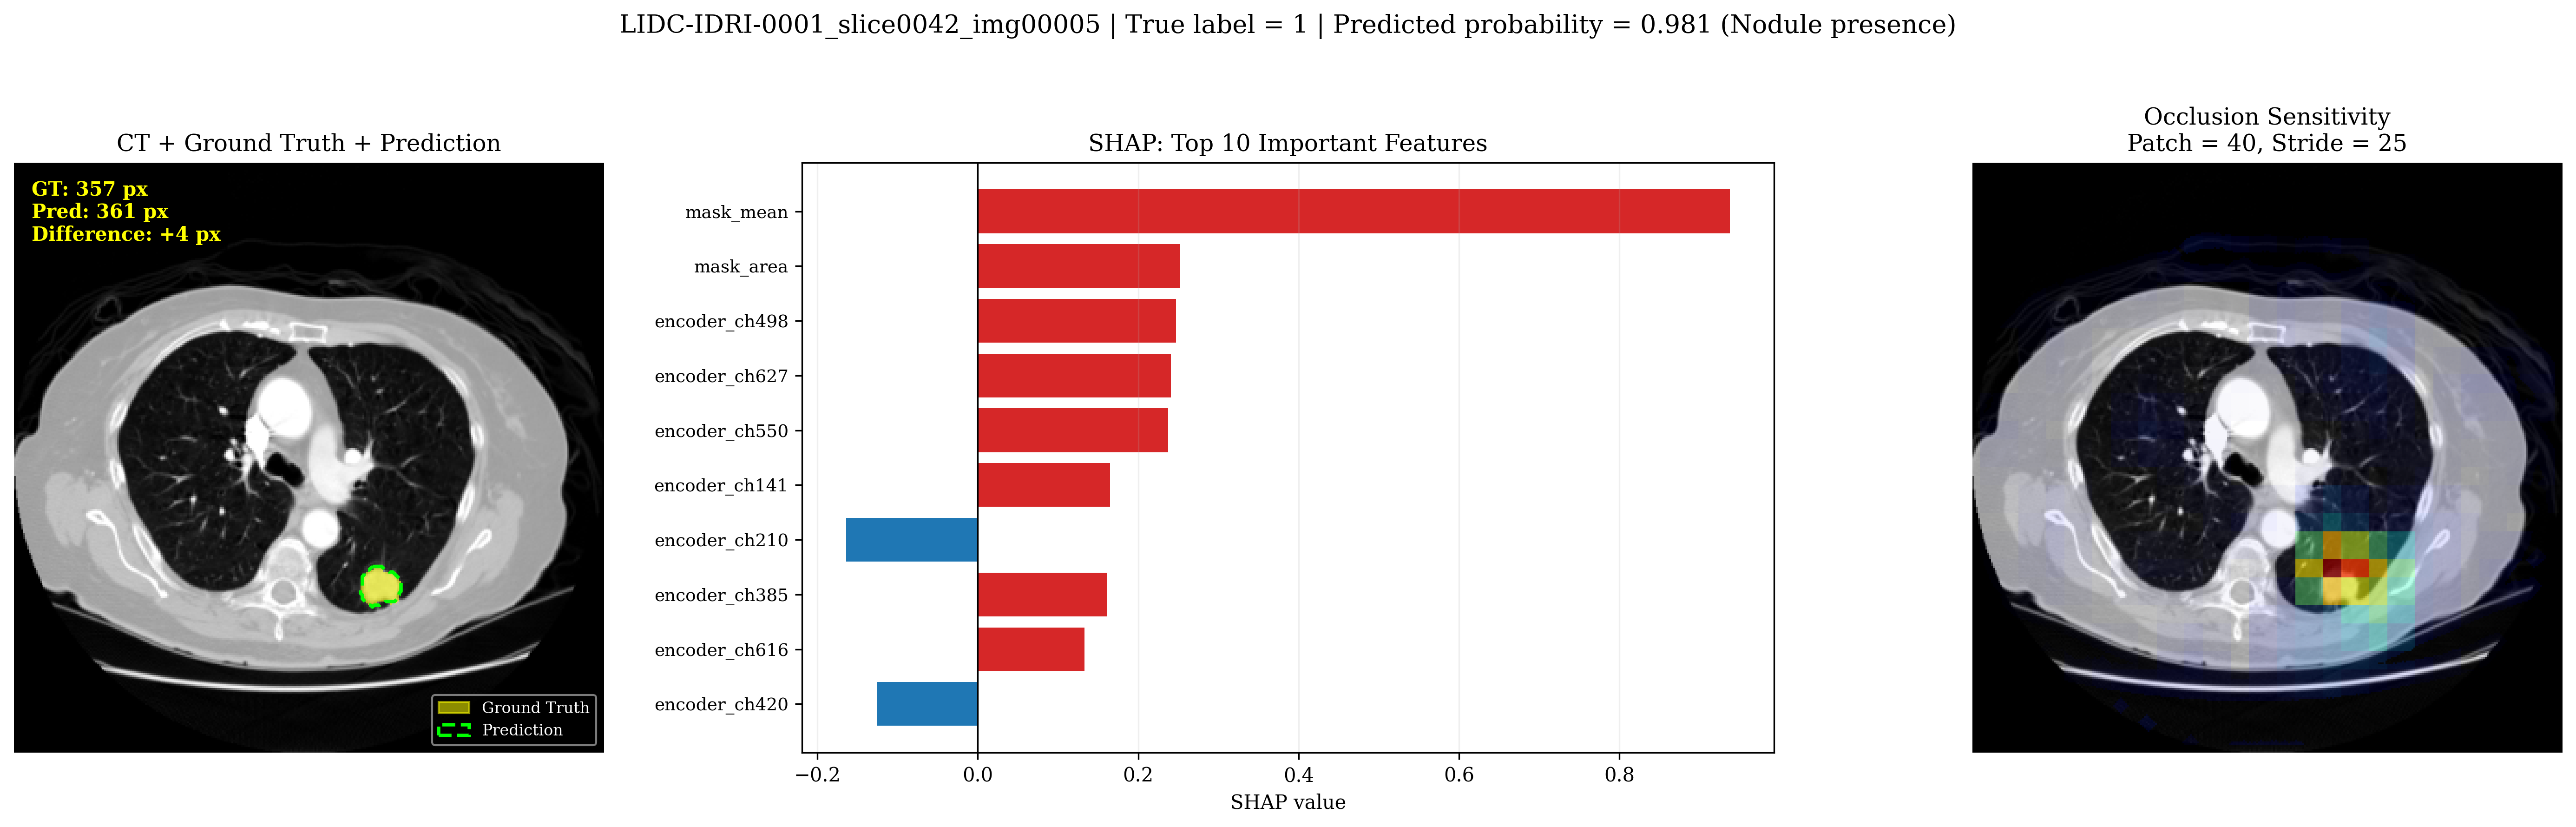 LIDC-IDRI-0001_slice0042_img00005 | True label = 1 | Predicted probability = 0.981 (Nodule presence)
CT + Ground Truth + Prediction
GT: 357 px
Pred: 361 px
Difference: +4 px
Ground Truth
Prediction
SHAP: Top 10 Important Features
mask_mean
mask_area
encoder_ch498
encoder_ch627
encoder_ch550
encoder_ch141
encoder_ch210
encoder_ch385
encoder_ch616
encoder_ch420
−0.2 0.0 0.2 0.4 0.6 0.8
SHAP value
Occlusion Sensitivity
Patch = 40, Stride = 25